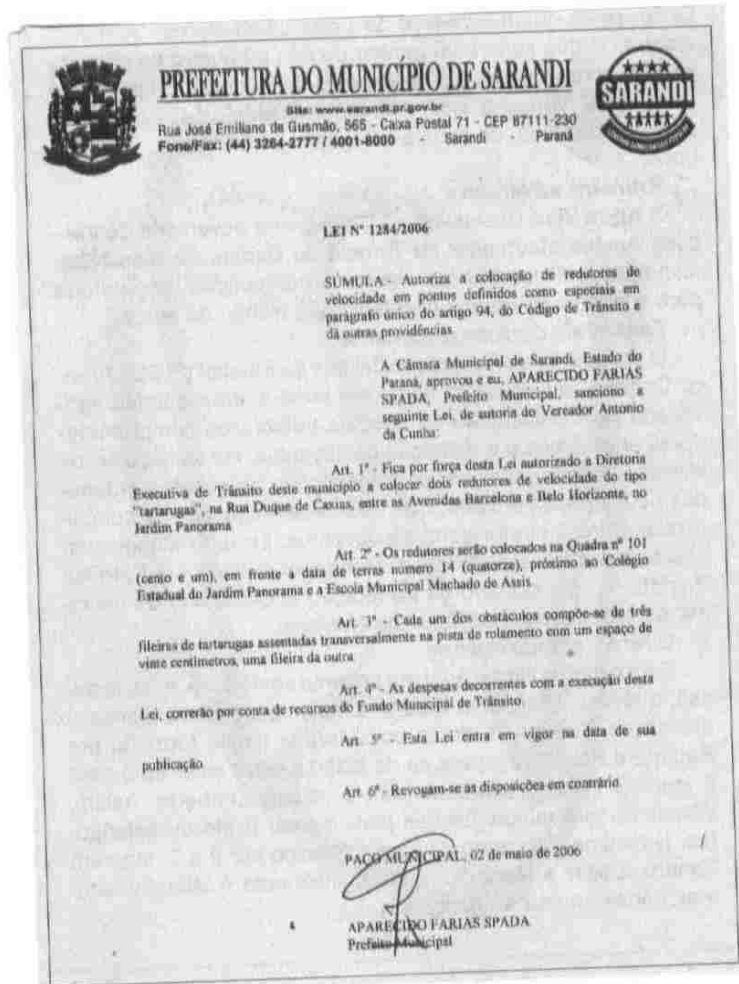 PREFEITURA DO MUNICÍPIO DE SARANDI
Site: www.sarandi.pr.gov.br
Rua José Emiliano de Gusmão, 565 - Caixa Postal 71 - CEP 87111-230
Fone/Fax: (44) 3264-2777 / 4001-8000 - Sarandi - Paraná
SARANDI
LEI Nº 1284/2006
SÚMULA - Autoriza a colocação de redutores de
velocidade em pontos definidos como especiais em
parágrafo único do artigo 94, do Código de Trânsito e
dá outras providências
A Câmara Municipal de Sarandi, Estado do
Paraná, aprovou e eu, APARECIDO FARIAS
SPADA, Prefeito Municipal, sanciono a
seguinte Lei, de autoria do Vereador Antonio
da Cunha:
Art. 1º - Fica por força desta Lei autorizado a Diretoria
Executiva de Trânsito deste município a colocar dois redutores de velocidade do tipo
"tartarugas", na Rua Duque de Caxias, entre as Avenidas Barcelona e Belo Horizonte, no
Jardim Panorama
Art. 2º - Os redutores serão colocados na Quadra nº 101
(cento e um), em frente a data de terras número 14 (quatorze), próximo ao Colégio
Estadual do Jardim Panorama e a Escola Municipal Machado de Assis
Art. 3º - Cada um dos obstáculos compõe-se de três
fileiras de tartarugas assentadas transversalmente na pista de rolamento com um espaço de
vinte centímetros, uma fileira da outra
Art. 4º - As despesas decorrentes com a execução desta
Lei, correrão por conta de recursos do Fundo Municipal de Trânsito.
Art. 5º - Esta Lei entra em vigor na data de sua
publicação
Art. 6º - Revogam-se as disposições em contrário
PAÇO MUNICIPAL, 02 de maio de 2006
APARECIDO FARIAS SPADA
Prefeito Municipal